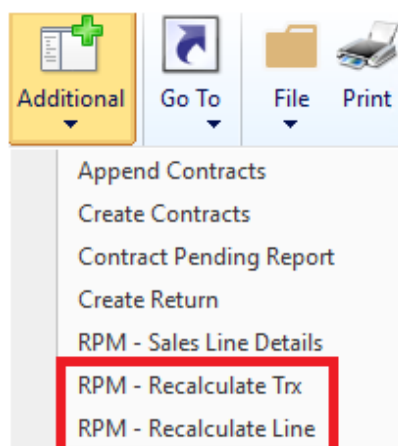 Additional Go To File Print
Append Contracts
Create Contracts
Contract Pending Report
Create Return
RPM - Sales Line Details
RPM - Recalculate Trx
RPM - Recalculate Line